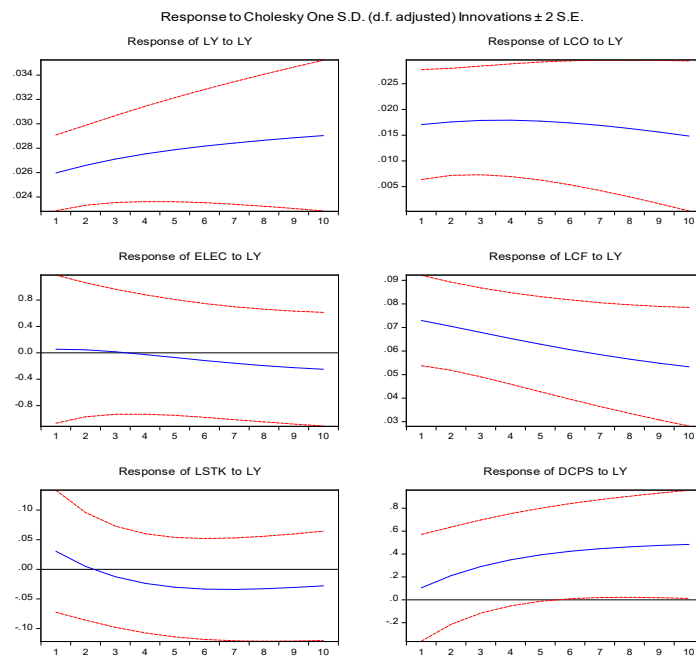 Response to Cholesky One S.D. (d.f. adjusted) Innovations ± 2 S.E.
Response of LY to LY
.034
.032
.030
.028
.026
.024
1 2 3 4 5 6 7 8 9 10
Response of LCO to LY
.025
.020
.015
.010
.005
1 2 3 4 5 6 7 8 9 10
Response of ELEC to LY
0.8
0.4
0.0
-0.4
-0.8
1 2 3 4 5 6 7 8 9 10
Response of LCF to LY
.09
.08
.07
.06
.05
.04
.03
1 2 3 4 5 6 7 8 9 10
Response of LSTK to LY
.10
.05
.00
-.05
-.10
1 2 3 4 5 6 7 8 9 10
Response of DCPS to LY
.8
.6
.4
.2
.0
-.2
1 2 3 4 5 6 7 8 9 10